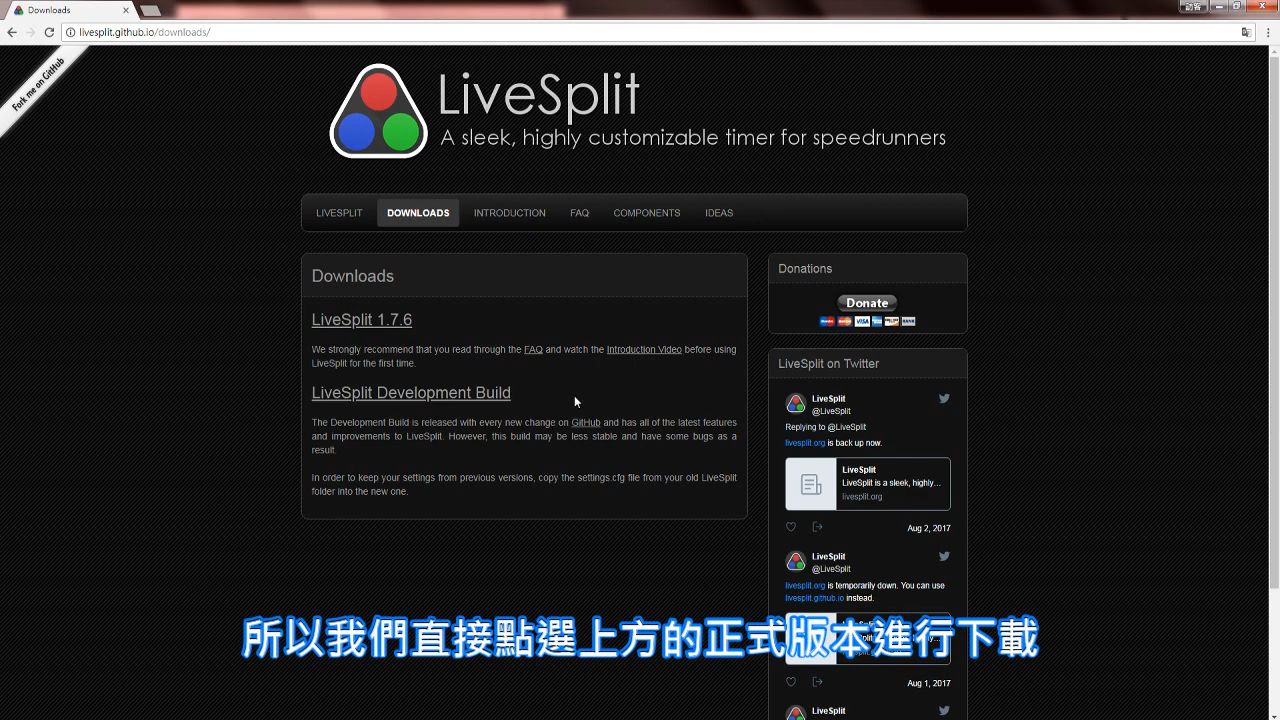 Downloads
訪客
livesplit.github.io/downloads/
Fork me on GitHub
LiveSplit
A sleek, highly customizable timer for speedrunners
LIVESPLIT
DOWNLOADS
INTRODUCTION
FAQ
COMPONENTS
IDEAS
Downloads
LiveSplit 1.7.6
We strongly recommend that you read through the FAQ and watch the Introduction Video before using
LiveSplit for the first time.
LiveSplit Development Build
The Development Build is released with every new change on GitHub and has all of the latest features
and improvements to LiveSplit. However, this build may be less stable and have some bugs as a
result.
In order to keep your settings from previous versions, copy the settings.cfg file from your old LiveSplit
folder into the new one.
Donations
Donate
VISA
LiveSplit on Twitter
LiveSplit
@LiveSplit
Replying to @LiveSplit
livesplit.org is back up now.
LiveSplit
LiveSplit is a sleek, highly...
livesplit.org
Aug 2, 2017
LiveSplit
@LiveSplit
livesplit.org is temporarily down. You can use
livesplit.github.io instead.
Aug 1, 2017
LiveSplit
所以我們直接點選上方的正式版本進行下載